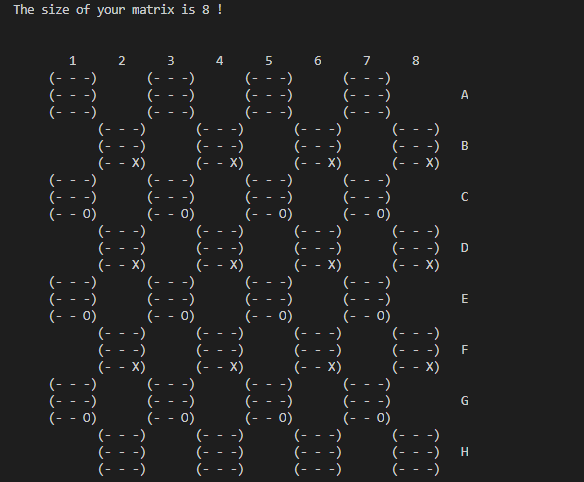 The size of your matrix is 8 !
1 2 3 4 5 6 7 8
(- - -) (- - -) (- - -) (- - -)
(- - -) (- - -) (- - -) (- - -) A
(- - -) (- - -) (- - -) (- - -)
(- - -) (- - -) (- - -) (- - -)
(- - -) (- - -) (- - -) (- - -) B
(- - X) (- - X) (- - X) (- - X)
(- - -) (- - -) (- - -) (- - -)
(- - -) (- - -) (- - -) (- - -) C
(- - O) (- - O) (- - O) (- - O)
(- - -) (- - -) (- - -) (- - -)
(- - -) (- - -) (- - -) (- - -) D
(- - X) (- - X) (- - X) (- - X)
(- - -) (- - -) (- - -) (- - -)
(- - -) (- - -) (- - -) (- - -) E
(- - O) (- - O) (- - O) (- - O)
(- - -) (- - -) (- - -) (- - -)
(- - -) (- - -) (- - -) (- - -) F
(- - X) (- - X) (- - X) (- - X)
(- - -) (- - -) (- - -) (- - -)
(- - -) (- - -) (- - -) (- - -) G
(- - O) (- - O) (- - O) (- - O)
(- - -) (- - -) (- - -) (- - -)
(- - -) (- - -) (- - -) (- - -) H
(- - -) (- - -) (- - -) (- - -)